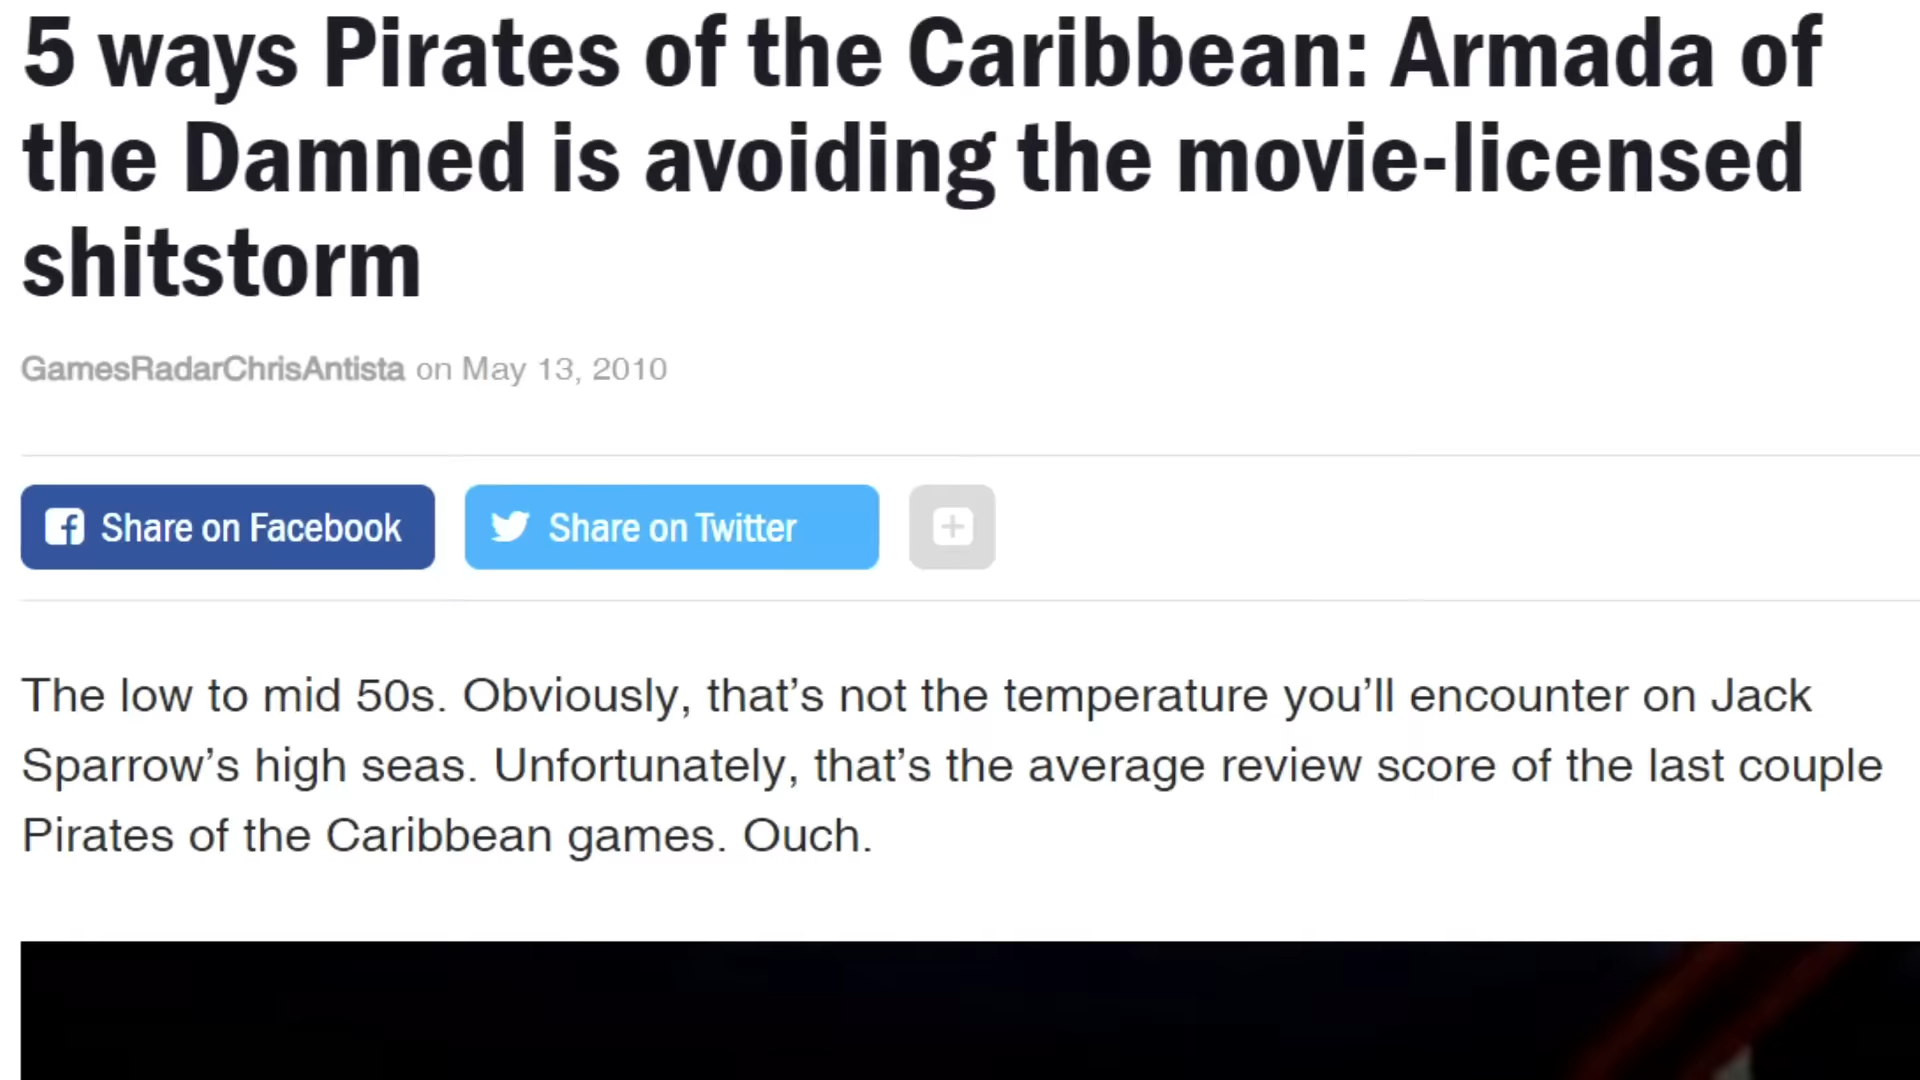 5 ways Pirates of the Caribbean: Armada of
the Damned is avoiding the movie-licensed
shitstorm
GamesRadarChrisAntista on May 13, 2010
Share on Facebook
Share on Twitter
The low to mid 50s. Obviously, that’s not the temperature you’ll encounter on Jack
Sparrow’s high seas. Unfortunately, that’s the average review score of the last couple
Pirates of the Caribbean games. Ouch.